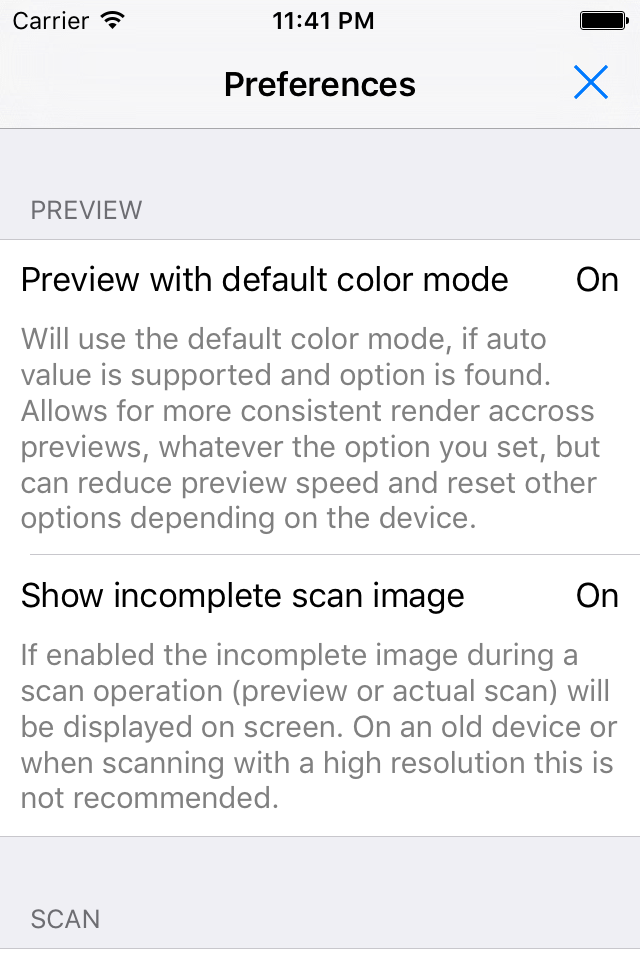 Carrier 11:41 PM
Preferences
PREVIEW
Preview with default color mode On
Will use the default color mode, if auto
value is supported and option is found.
Allows for more consistent render accross
previews, whatever the option you set, but
can reduce preview speed and reset other
options depending on the device.
Show incomplete scan image On
If enabled the incomplete image during a
scan operation (preview or actual scan) will
be displayed on screen. On an old device or
when scanning with a high resolution this is
not recommended.
SCAN